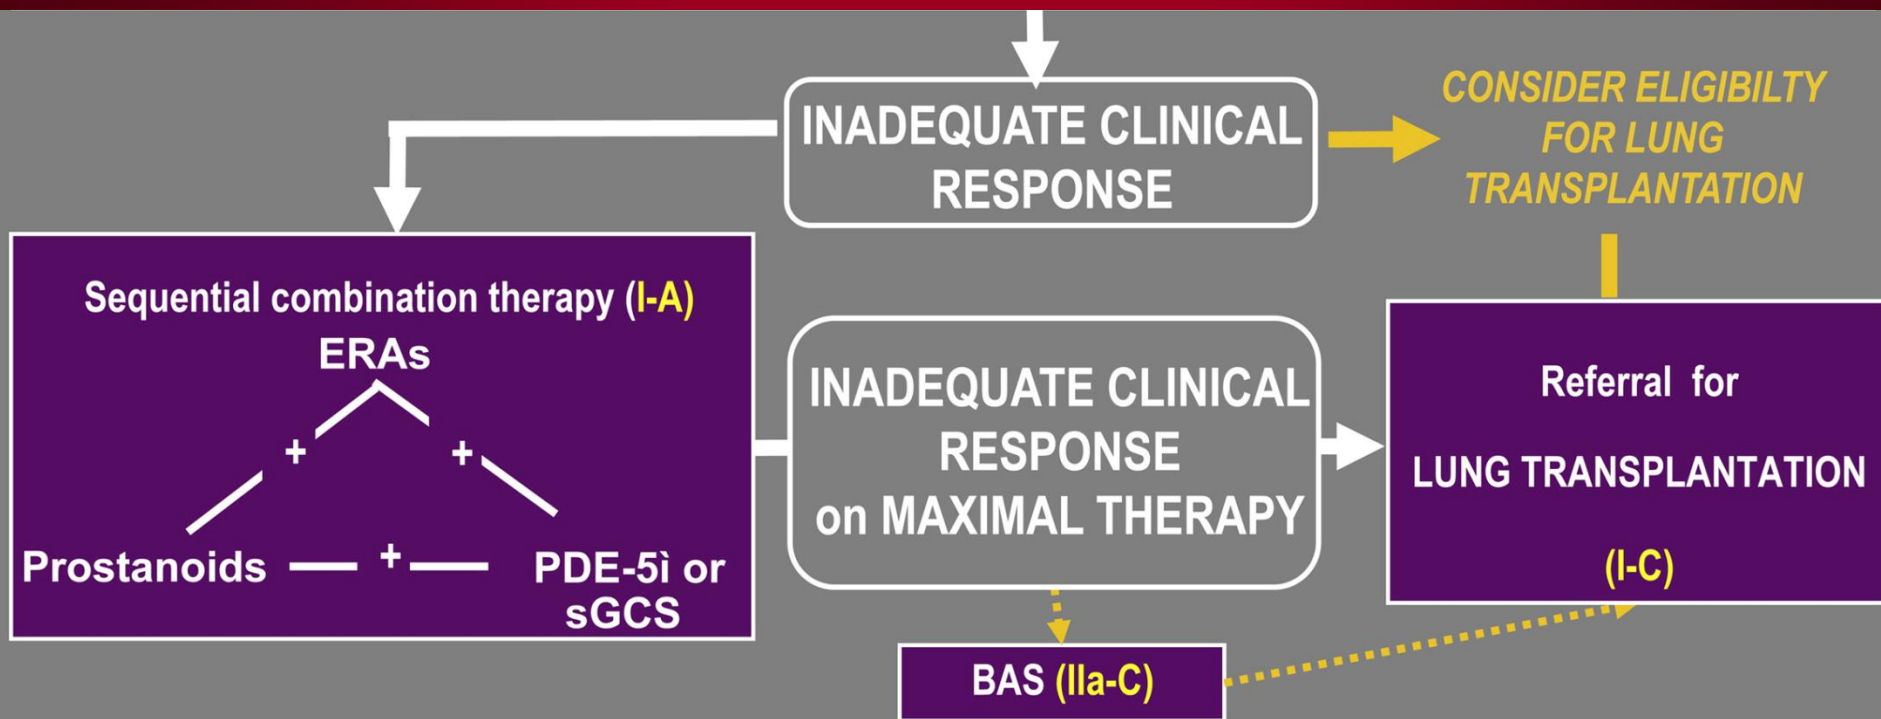 INADEQUATE CLINICAL
RESPONSE
CONSIDER ELIGIBILTY
FOR LUNG
TRANSPLANTATION
Sequential combination therapy (I-A)
ERAs
+
+
Prostanoids
+
PDE-5ì or
sGCS
INADEQUATE CLINICAL
RESPONSE
on MAXIMAL THERAPY
Referral for
LUNG TRANSPLANTATION
(I-C)
BAS (IIa-C)